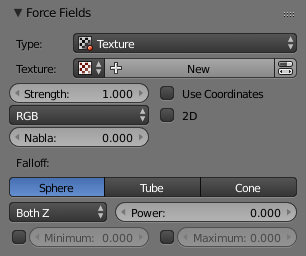 Force Fields
Type: Texture
Texture: New
Strength: 1.000 Use Coordinates
RGB 2D
Nabla: 0.000
Falloff:
Sphere Tube Cone
Both Z Power: 0.000
Minimum: 0.000 Maximum: 0.000